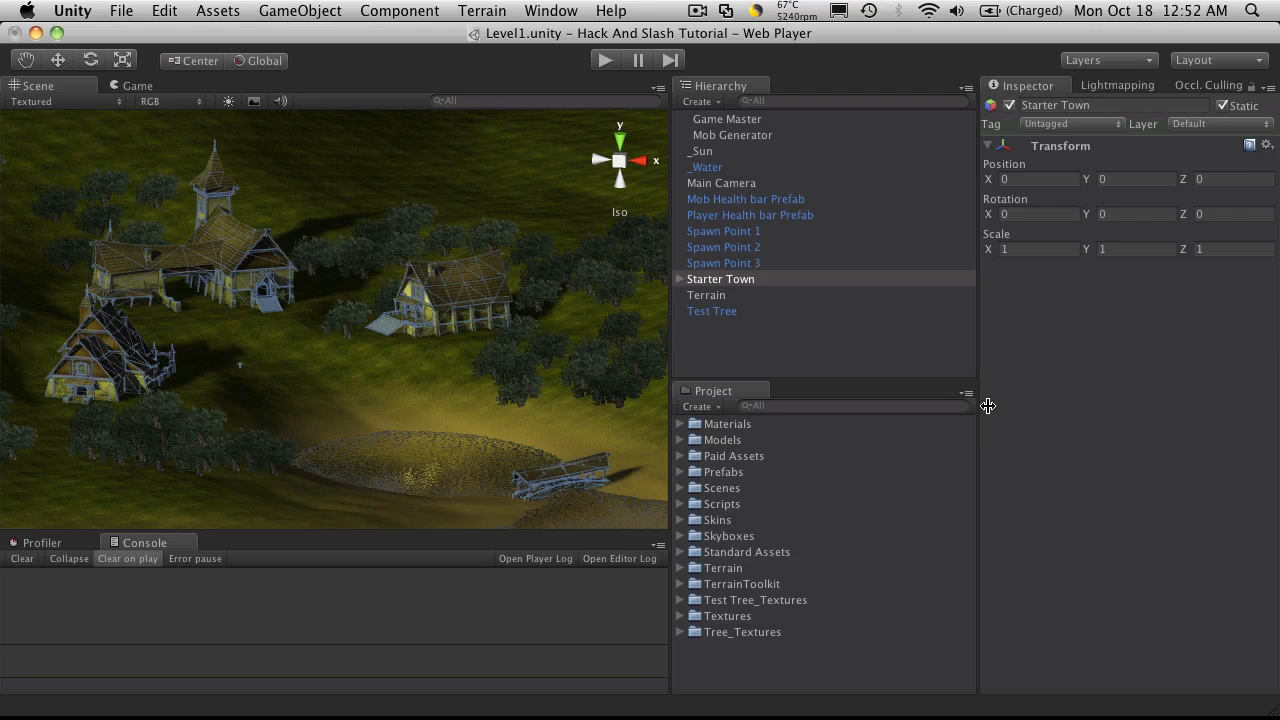 Unity File Edit Assets GameObject Component Terrain Window Help 67°C 5240rpm (Charged) Mon Oct 18 12:52 AM
Level1.unity – Hack And Slash Tutorial – Web Player
Center Global Layers Layout
Scene Game
Textured RGB All
y
x
Iso
Hierarchy
Create All
Game Master
Mob Generator
_Sun
_Water
Main Camera
Mob Health bar Prefab
Player Health bar Prefab
Spawn Point 1
Spawn Point 2
Spawn Point 3
Starter Town
Terrain
Test Tree
Project
Create All
Materials
Models
Paid Assets
Prefabs
Scenes
Scripts
Skins
Skyboxes
Standard Assets
Terrain
TerrainToolkit
Test Tree_Textures
Textures
Tree_Textures
Inspector Lightmapping Occl. Culling
Starter Town Static
Tag Untagged Layer Default
Transform
Position
X 0 Y 0 Z 0
Rotation
X 0 Y 0 Z 0
Scale
X 1 Y 1 Z 1
Profiler Console
Clear Collapse Clear on play Error pause Open Player Log Open Editor Log